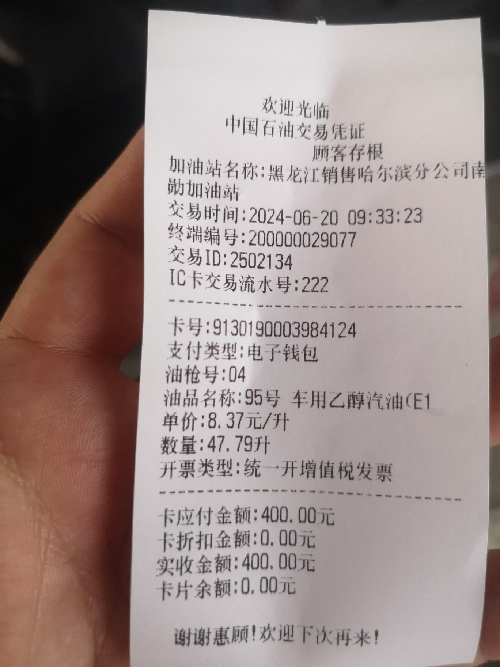 欢迎光临
中国石油交易凭证
顾客存根
加油站名称:黑龙江销售哈尔滨分公司南
勋加油站
交易时间:2024-06-20 09:33:23
终端编号:200000029077
交易ID:2502134
IC卡交易流水号:222
卡号:9130190003984124
支付类型:电子钱包
油枪号:04
油品名称:95号 车用乙醇汽油(E1
单价:8.37元/升
数量:47.79升
开票类型:统一开增值税发票
卡应付金额:400.00元
卡折扣金额:0.00元
实收金额:400.00元
卡片余额:0.00元
谢谢惠顾!欢迎下次再来!